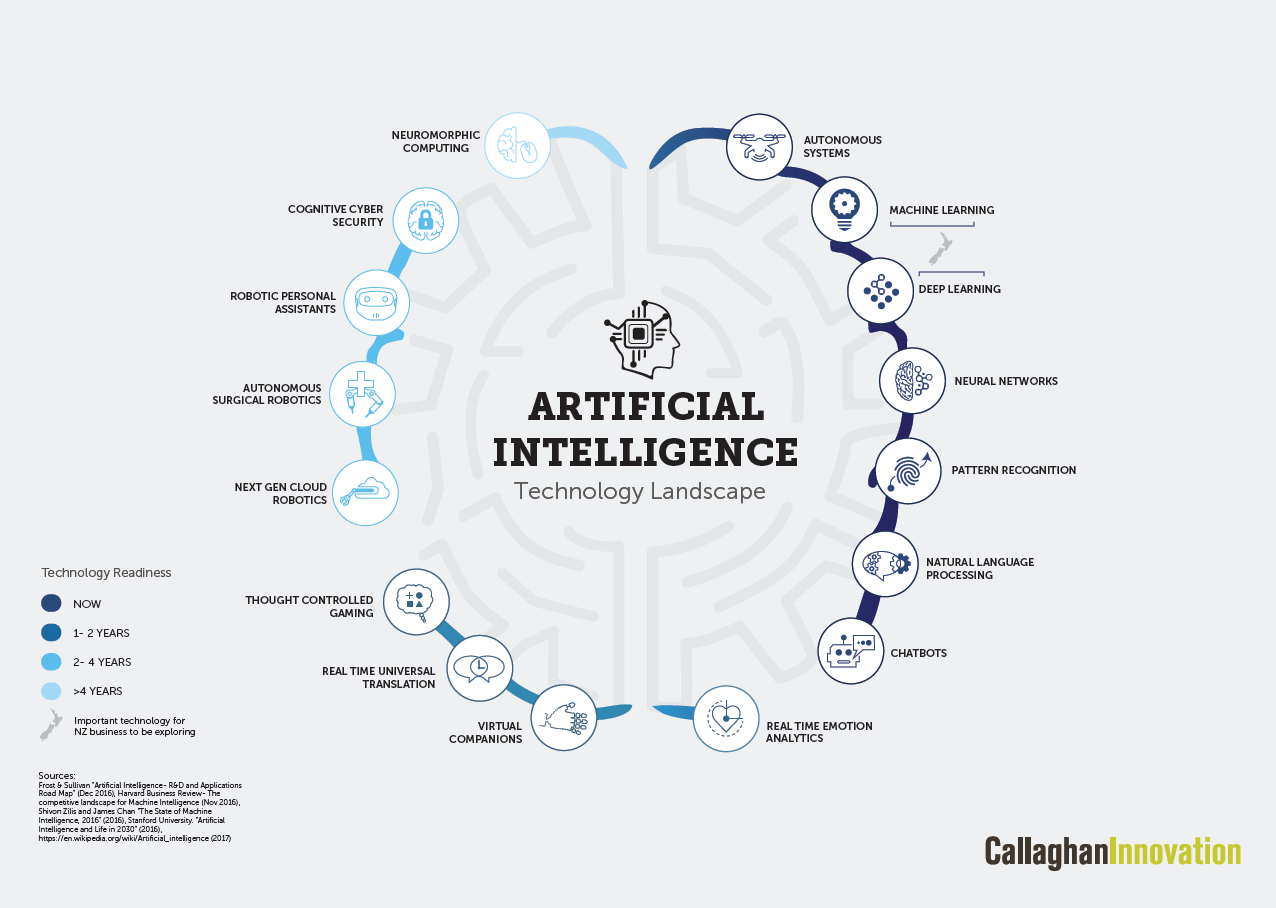 NEUROMORPHIC
COMPUTING
COGNITIVE CYBER
SECURITY
ROBOTIC PERSONAL
ASSISTANTS
AUTONOMOUS
SURGICAL ROBOTICS
NEXT GEN CLOUD
ROBOTICS
THOUGHT CONTROLLED
GAMING
REAL TIME UNIVERSAL
TRANSLATION
VIRTUAL
COMPANIONS
AUTONOMOUS
SYSTEMS
MACHINE LEARNING
DEEP LEARNING
NEURAL NETWORKS
PATTERN RECOGNITION
NATURAL LANGUAGE
PROCESSING
CHATBOTS
REAL TIME EMOTION
ANALYTICS
ARTIFICIAL
INTELLIGENCE
Technology Landscape
Technology Readiness
NOW
1- 2 YEARS
2- 4 YEARS
>4 YEARS
Important technology for
NZ business to be exploring
Sources:
Frost & Sullivan "Artificial Intelligence- R&D and Applications
Road Map" (Dec 2016), Harvard Business Review- The
competitive landscape for Machine Intelligence (Nov 2016),
Shivon Zilis and James Chan "The State of Machine
Intelligence, 2016" (2016), Stanford University. "Artificial
Intelligence and Life in 2030" (2016),
https://en.wikipedia.org/wiki/Artificial_intelligence (2017)
CallaghanInnovation